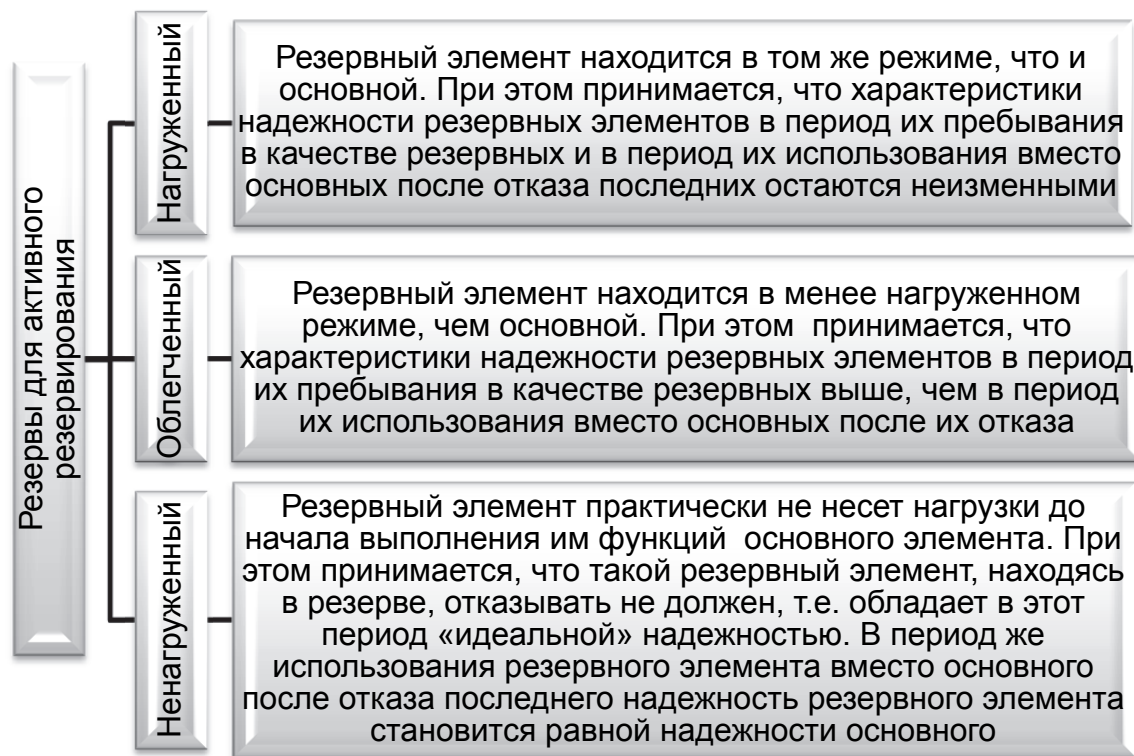 Резервы для активного
резервирования
Нагруженный
Резервный элемент находится в том же режиме, что и
основной. При этом принимается, что характеристики
надежности резервных элементов в период их пребывания
в качестве резервных и в период их использования вместо
основных после отказа последних остаются неизменными
Облегченный
Резервный элемент находится в менее нагруженном
режиме, чем основной. При этом принимается, что
характеристики надежности резервных элементов в период
их пребывания в качестве резервных выше, чем в период
их использования вместо основных после их отказа
Ненагруженный
Резервный элемент практически не несет нагрузки до
начала выполнения им функций основного элемента. При
этом принимается, что такой резервный элемент, находясь
в резерве, отказывать не должен, т.е. обладает в этот
период «идеальной» надежностью. В период же
использования резервного элемента вместо основного
после отказа последнего надежность резервного элемента
становится равной надежности основного